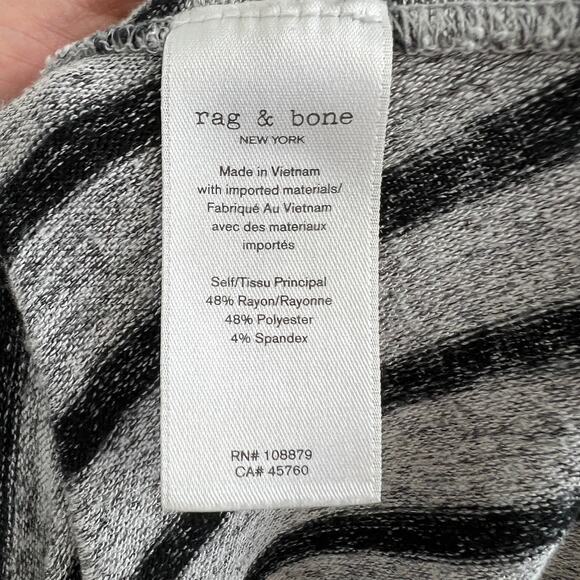 rag & bone
NEW YORK
Made in Vietnam
with imported materials/
Fabriqué Au Vietnam
avec des materiaux
importés
Self/Tissu Principal
48% Rayon/Rayonne
48% Polyester
4% Spandex
RN# 108879
CA# 45760